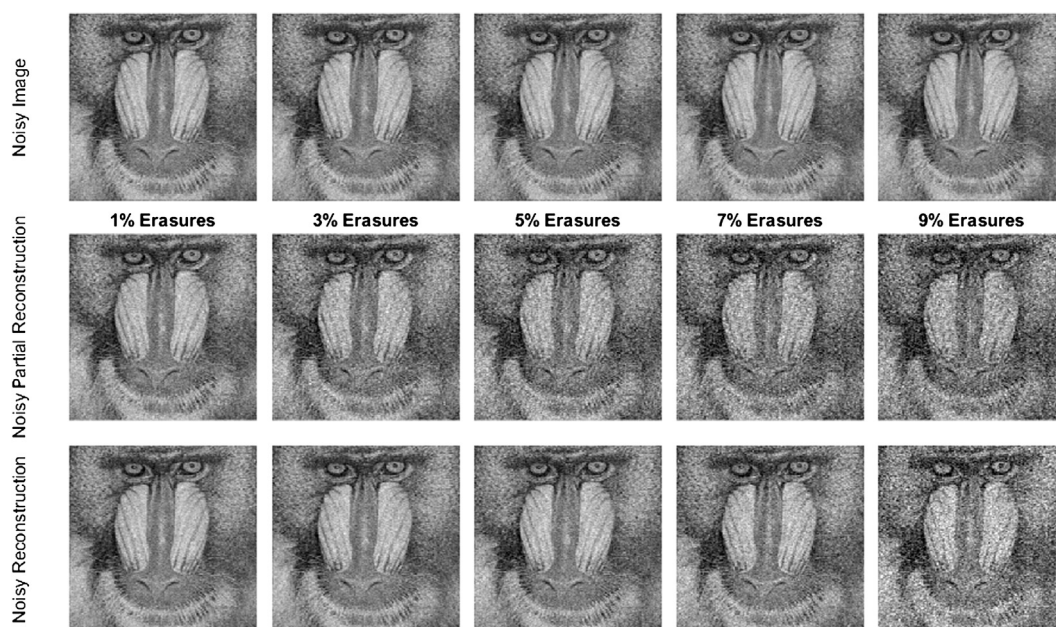 Noisy Image
1% Erasures
3% Erasures
5% Erasures
7% Erasures
9% Erasures
Noisy Partial Reconstruction
Noisy Reconstruction